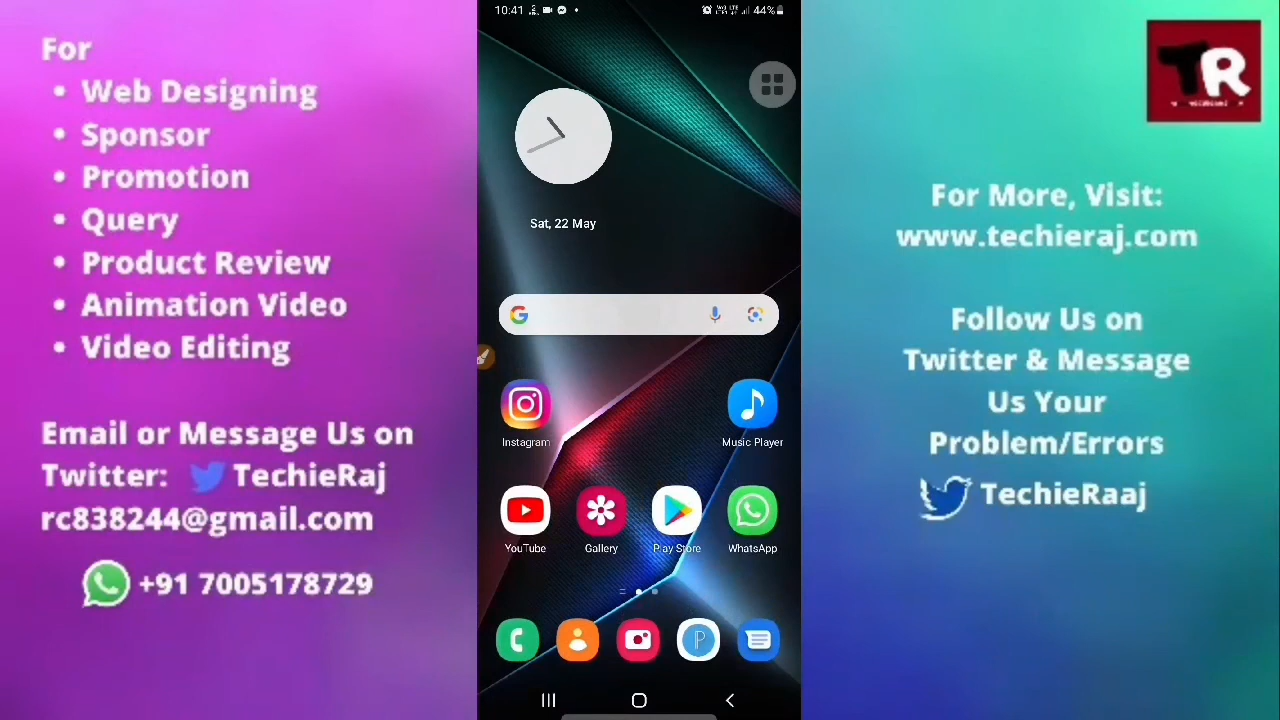 For
• Web Designing
• Sponsor
• Promotion
• Query
• Product Review
• Animation Video
• Video Editing
Email or Message Us on
Twitter: TechieRaj
rc838244@gmail.com
+91 7005178729
10:41
44%
Sat, 22 May
Instagram
Music Player
YouTube
Gallery
Play Store
WhatsApp
TR
For More, Visit:
www.techieraj.com
Follow Us on
Twitter & Message
Us Your
Problem/Errors
TechieRaaj